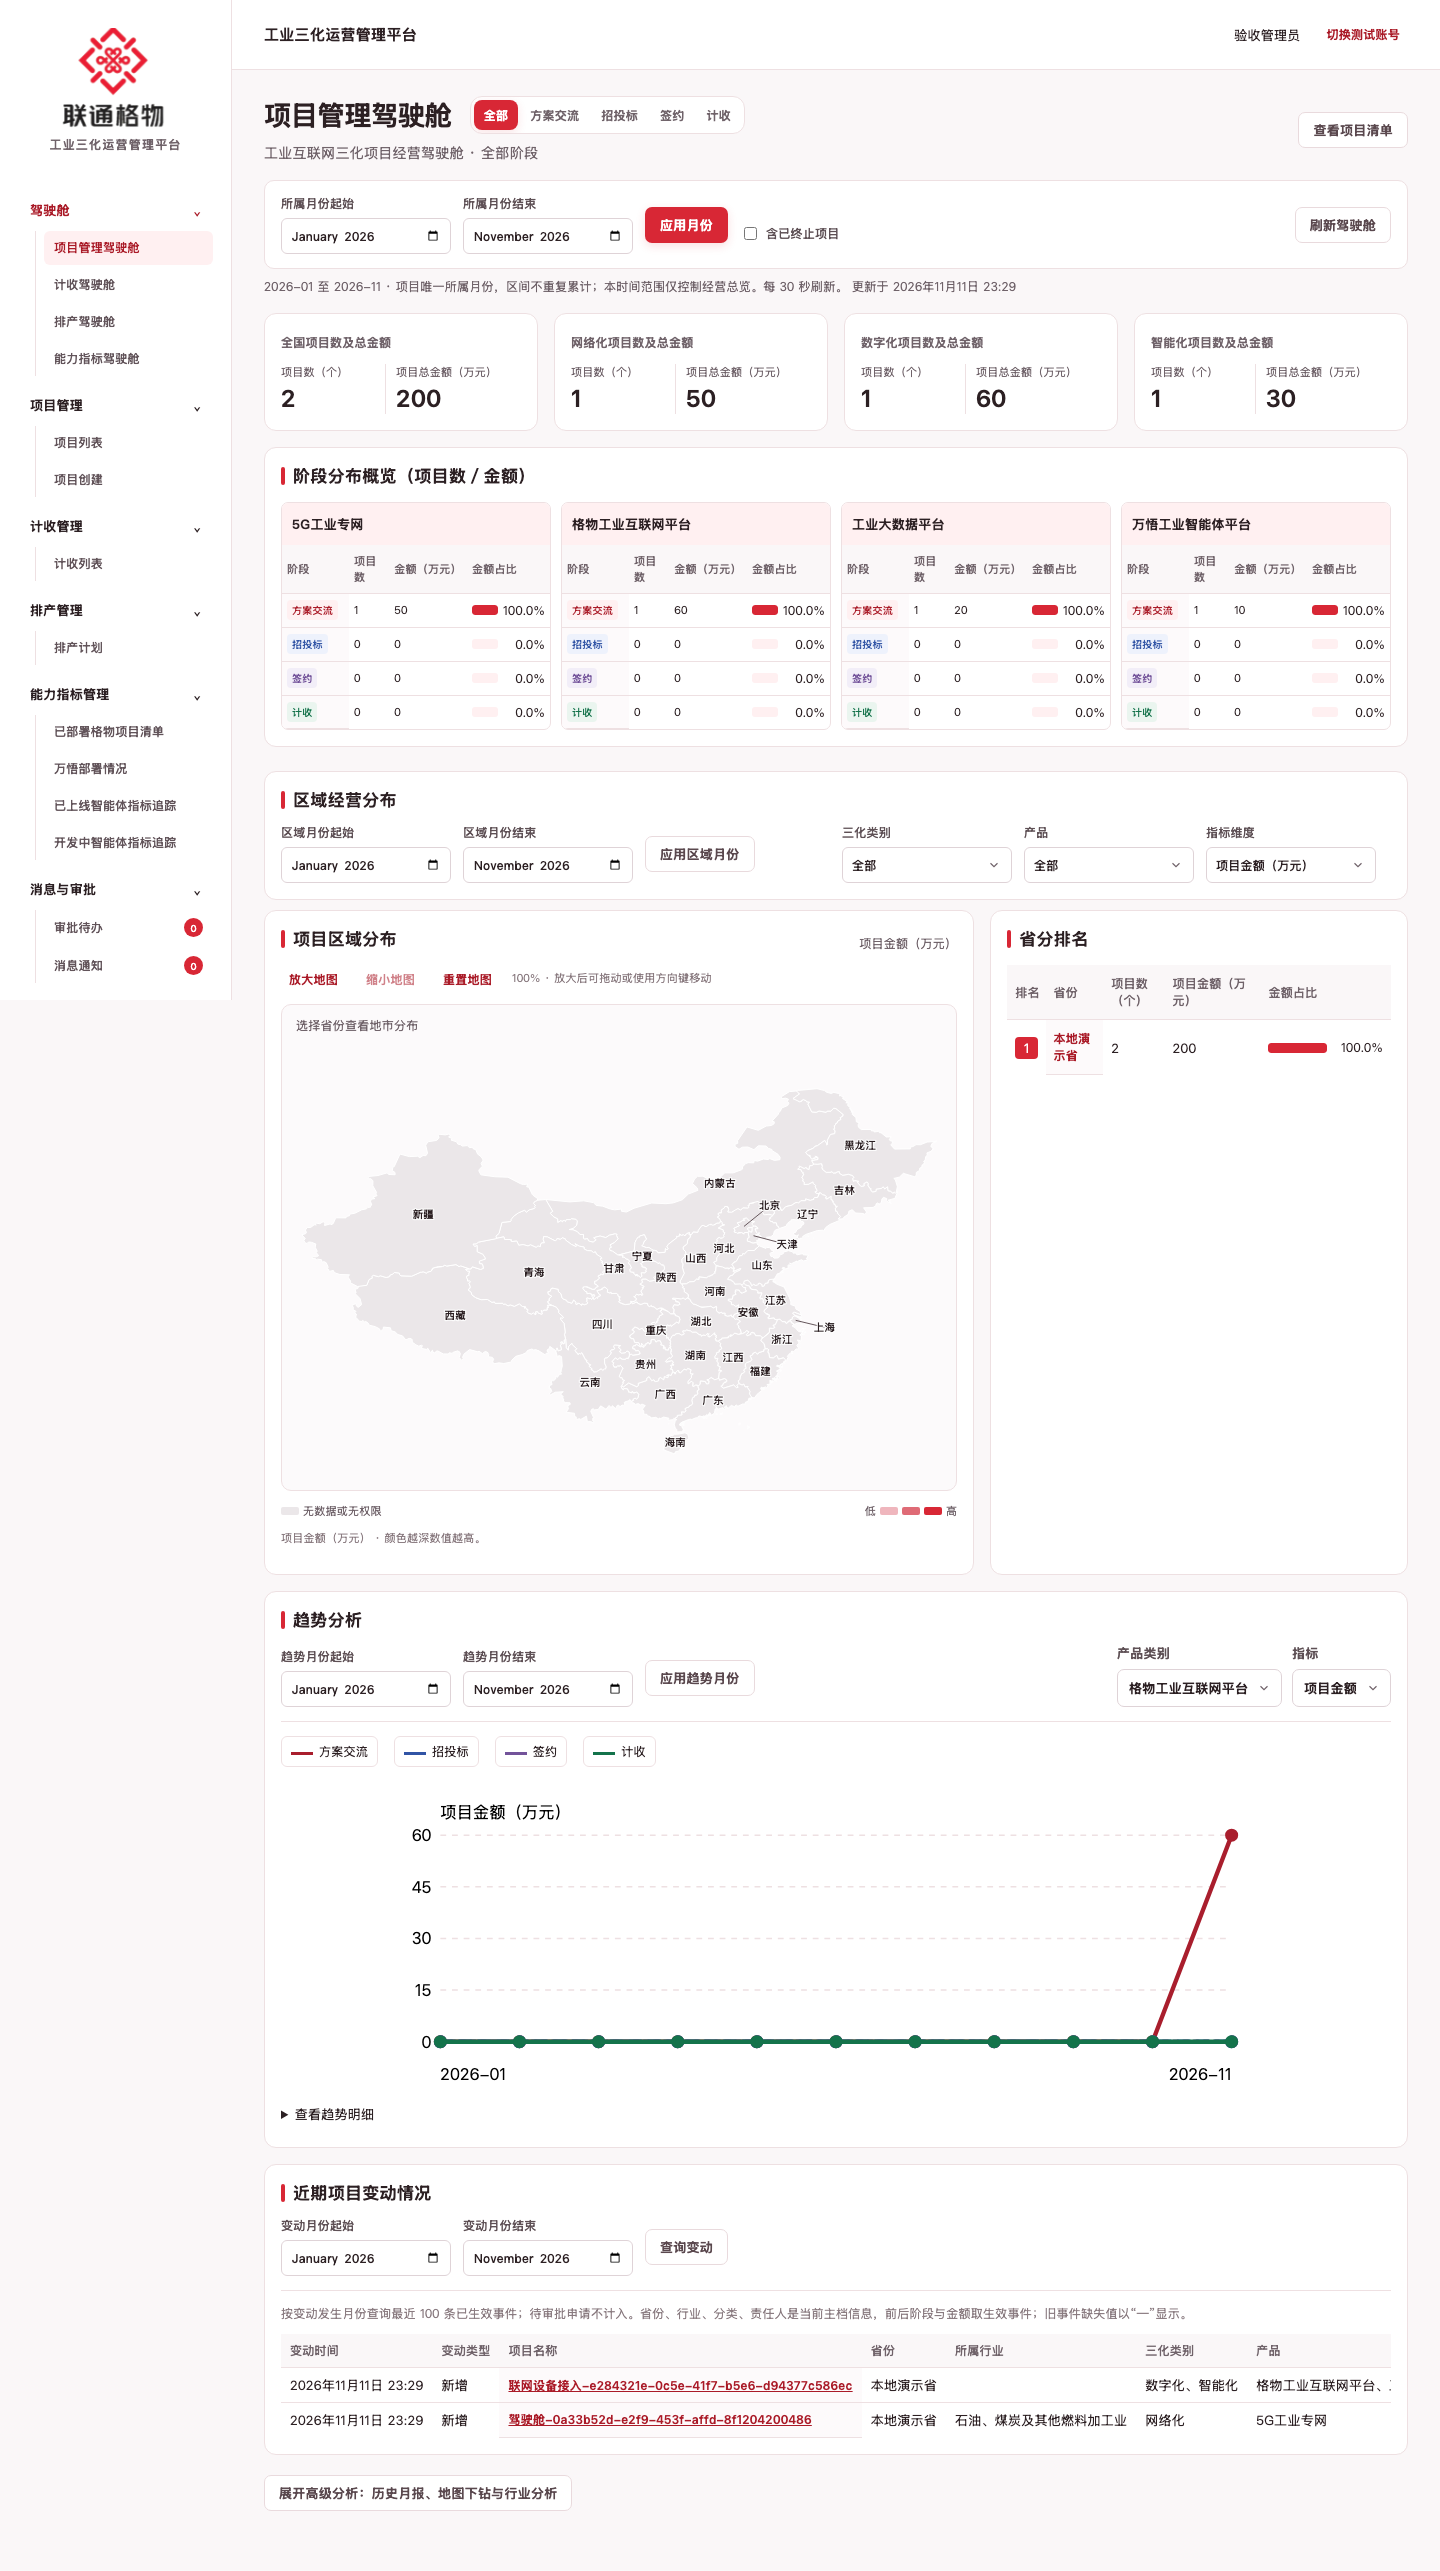 联通格物
工业三化运营管理平台
驾驶舱
项目管理驾驶舱
计收驾驶舱
排产驾驶舱
能力指标驾驶舱
项目管理
项目列表
项目创建
计收管理
计收列表
排产管理
排产计划
能力指标管理
已部署格物项目清单
万悟部署情况
已上线智能体指标追踪
开发中智能体指标追踪
消息与审批
审批待办 0
消息通知 0
工业三化运营管理平台 验收管理员 切换测试账号
项目管理驾驶舱 全部 方案交流 招投标 签约 计收
工业互联网三化项目经营驾驶舱 · 全部阶段
查看项目清单
所属月份起始 所属月份结束
January 2026 November 2026 应用月份 含已终止项目 刷新驾驶舱
2026-01 至 2026-11 · 项目唯一所属月份，区间不重复累计；本时间范围仅控制经营总览。每 30 秒刷新。 更新于 2026年11月11日 23:29
全国项目数及总金额 网络化项目数及总金额 数字化项目数及总金额 智能化项目数及总金额
项目数（个） 项目总金额（万元） 项目数（个） 项目总金额（万元） 项目数（个） 项目总金额（万元） 项目数（个） 项目总金额（万元）
2 200 1 50 1 60 1 30
阶段分布概览（项目数 / 金额）
5G工业专网 格物工业互联网平台 工业大数据平台 万悟工业智能体平台
阶段 项目数 金额（万元） 金额占比 阶段 项目数 金额（万元） 金额占比 阶段 项目数 金额（万元） 金额占比 阶段 项目数 金额（万元） 金额占比
方案交流 1 50 100.0% 方案交流 1 60 100.0% 方案交流 1 20 100.0% 方案交流 1 10 100.0%
招投标 0 0 0.0% 招投标 0 0 0.0% 招投标 0 0 0.0% 招投标 0 0 0.0%
签约 0 0 0.0% 签约 0 0 0.0% 签约 0 0 0.0% 签约 0 0 0.0%
计收 0 0 0.0% 计收 0 0 0.0% 计收 0 0 0.0% 计收 0 0 0.0%
区域经营分布
区域月份起始 区域月份结束 三化类别 产品 指标维度
January 2026 November 2026 应用区域月份 全部 全部 项目金额（万元）
项目区域分布 项目金额（万元）
放大地图 缩小地图 重置地图 100% · 放大后可拖动或使用方向键移动
选择省份查看地市分布
黑龙江
内蒙古
吉林
北京
辽宁
新疆
天津
河北
宁夏
山西
山东
甘肃
青海
陕西
河南
江苏
安徽
西藏
湖北
四川
上海
重庆
浙江
湖南
江西
贵州
福建
云南
广西
广东
海南
无数据或无权限 低 高
项目金额（万元） · 颜色越深数值越高。
省分排名
排名 省份 项目数（个） 项目金额（万元） 金额占比
1 本地演示省 2 200 100.0%
趋势分析
趋势月份起始 趋势月份结束 产品类别 指标
January 2026 November 2026 应用趋势月份 格物工业互联网平台 项目金额
方案交流 招投标 签约 计收
项目金额（万元）
60
45
30
15
0
2026-01 2026-11
查看趋势明细
近期项目变动情况
变动月份起始 变动月份结束
January 2026 November 2026 查询变动
按变动发生月份查询最近 100 条已生效事件；待审批申请不计入。省份、行业、分类、责任人是当前主档信息，前后阶段与金额取生效事件；旧事件缺失值以“—”显示。
变动时间 变动类型 项目名称 省份 所属行业 三化类别 产品
2026年11月11日 23:29 新增 联网设备接入-e284321e-0c5e-41f7-b5e6-d94377c586ec 本地演示省 数字化、智能化 格物工业互联网平台、
2026年11月11日 23:29 新增 驾驶舱-0a33b52d-e2f9-453f-affd-8f1204200486 本地演示省 石油、煤炭及其他燃料加工业 网络化 5G工业专网
展开高级分析：历史月报、地图下钻与行业分析